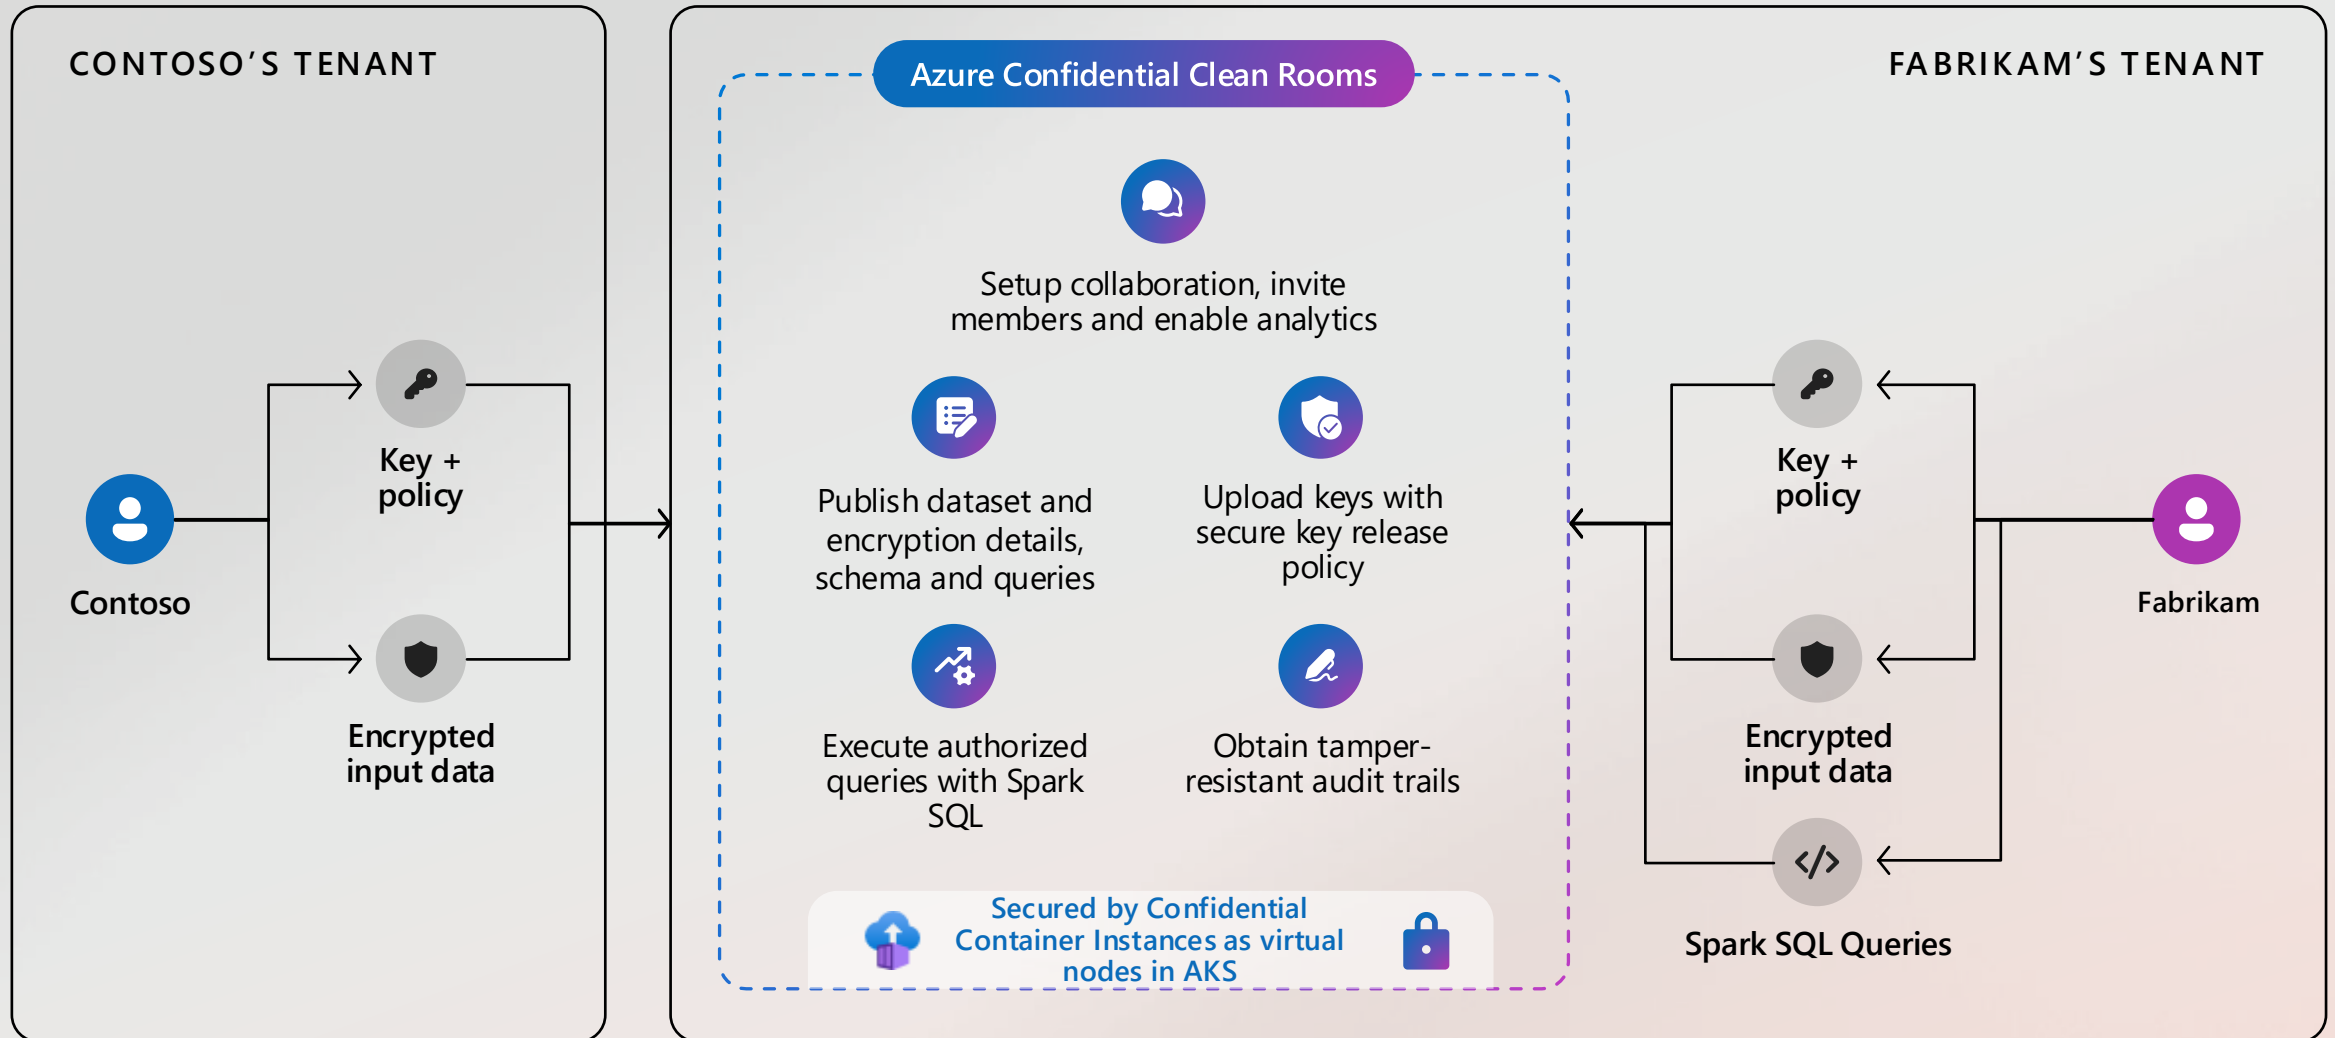 CONTOSO’S TENANT
Key +
policy
Contoso
Encrypted
input data
Azure Confidential Clean Rooms
Setup collaboration, invite
members and enable analytics
Publish dataset and
encryption details,
schema and queries
Upload keys with
secure key release
policy
Execute authorized
queries with Spark
SQL
Obtain tamper-
resistant audit trails
Secured by Confidential
Container Instances as virtual
nodes in AKS
FABRIKAM’S TENANT
Key +
policy
Fabrikam
Encrypted
input data
Spark SQL Queries